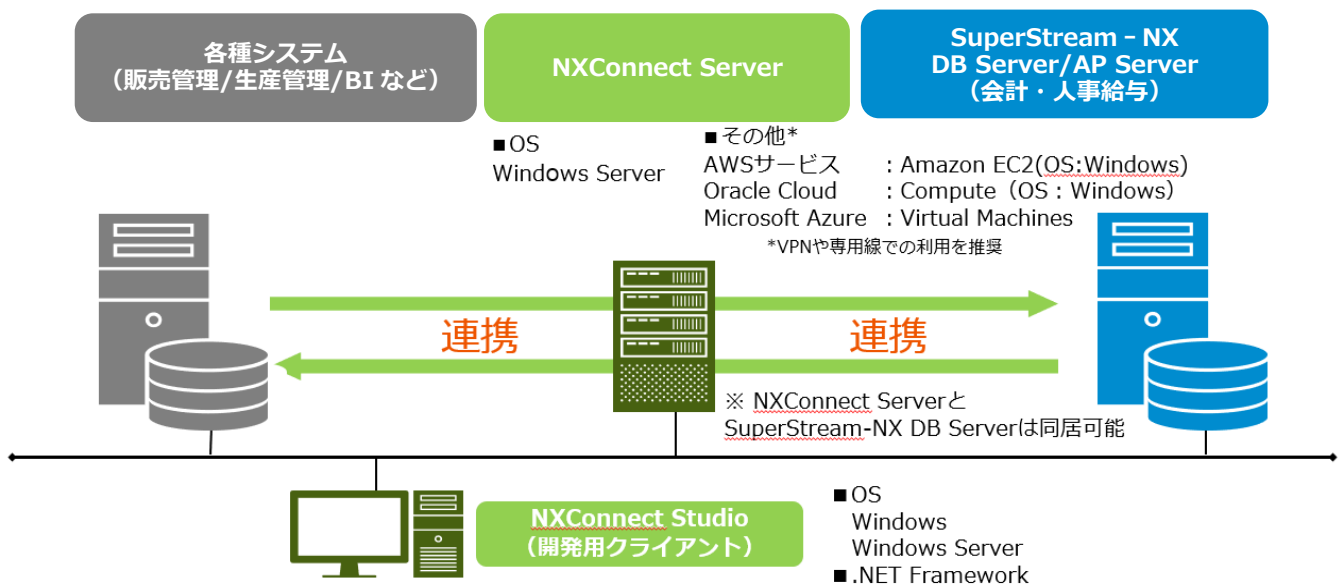 各種システム
（販売管理/生産管理/BI など）
NXConnect Server
SuperStream－NX
DB Server/AP Server
（会計・人事給与）
■OS
Windows Server
■その他*
AWSサービス : Amazon EC2(OS:Windows)
Oracle Cloud : Compute（OS：Windows）
Microsoft Azure : Virtual Machines
*VPNや専用線での利用を推奨
連携
連携
※ NXConnect Serverと
SuperStream-NX DB Serverは同居可能
NXConnect Studio
（開発用クライアント）
■OS
Windows
Windows Server
■.NET Framework